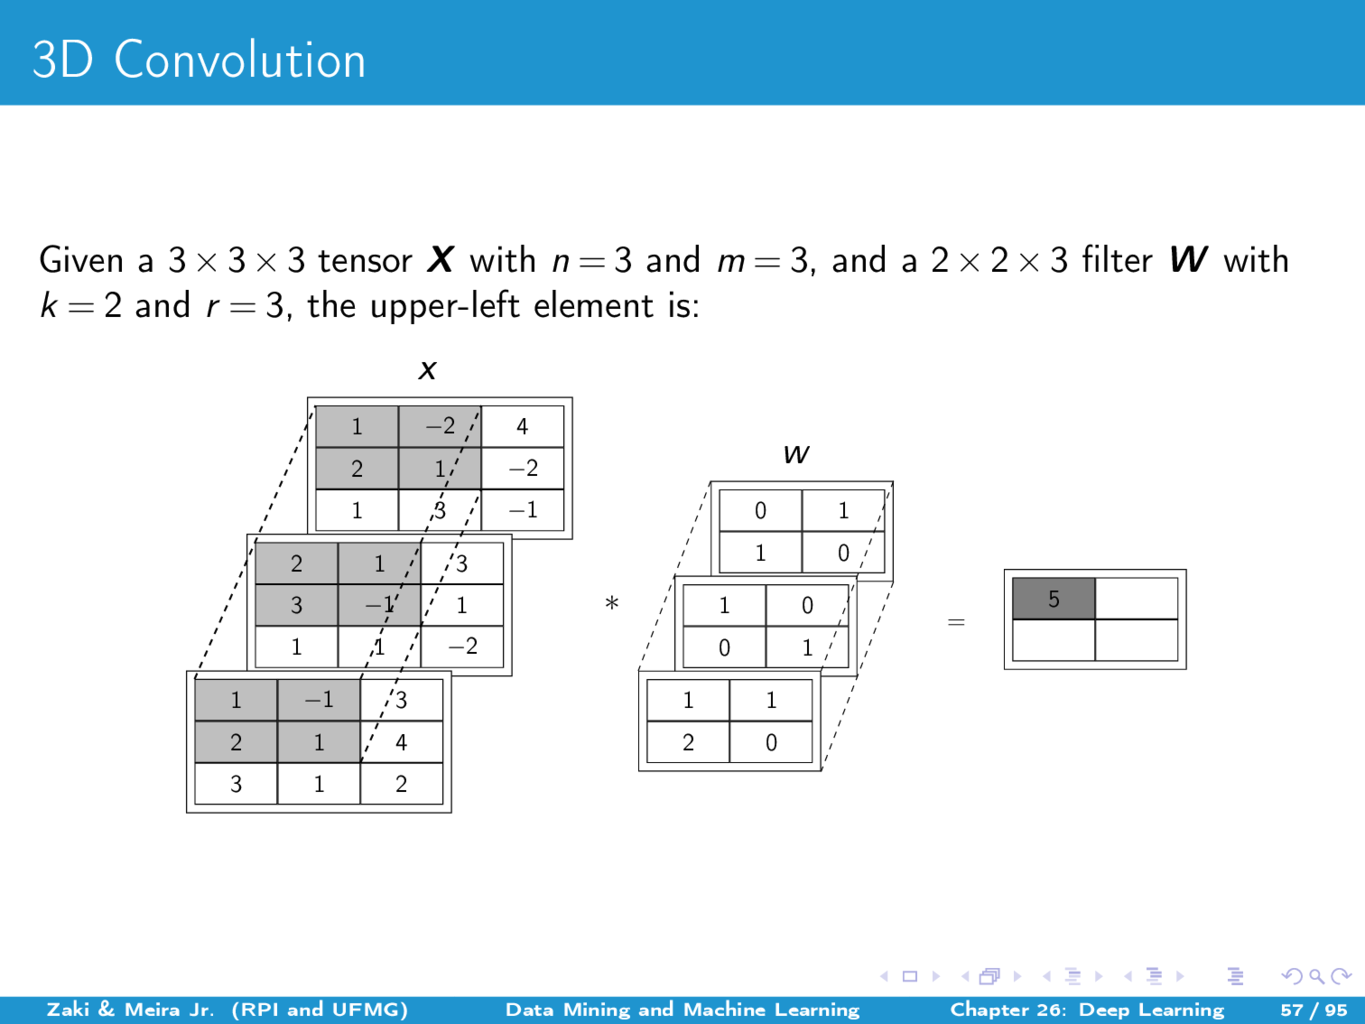 3D Convolution
Given a 3 × 3 × 3 tensor X with n = 3 and m = 3, and a 2 × 2 × 3 filter W with
k = 2 and r = 3, the upper-left element is:
X
1 −2 4
2 1 −2
1 3 −1
2 1 3
3 −1 1
1 1 −2
1 −1 3
2 1 4
3 1 2
*
W
0 1
1 0
1 0
0 1
1 1
2 0
=
5
Zaki & Meira Jr. (RPI and UFMG) Data Mining and Machine Learning Chapter 26: Deep Learning 57 / 95